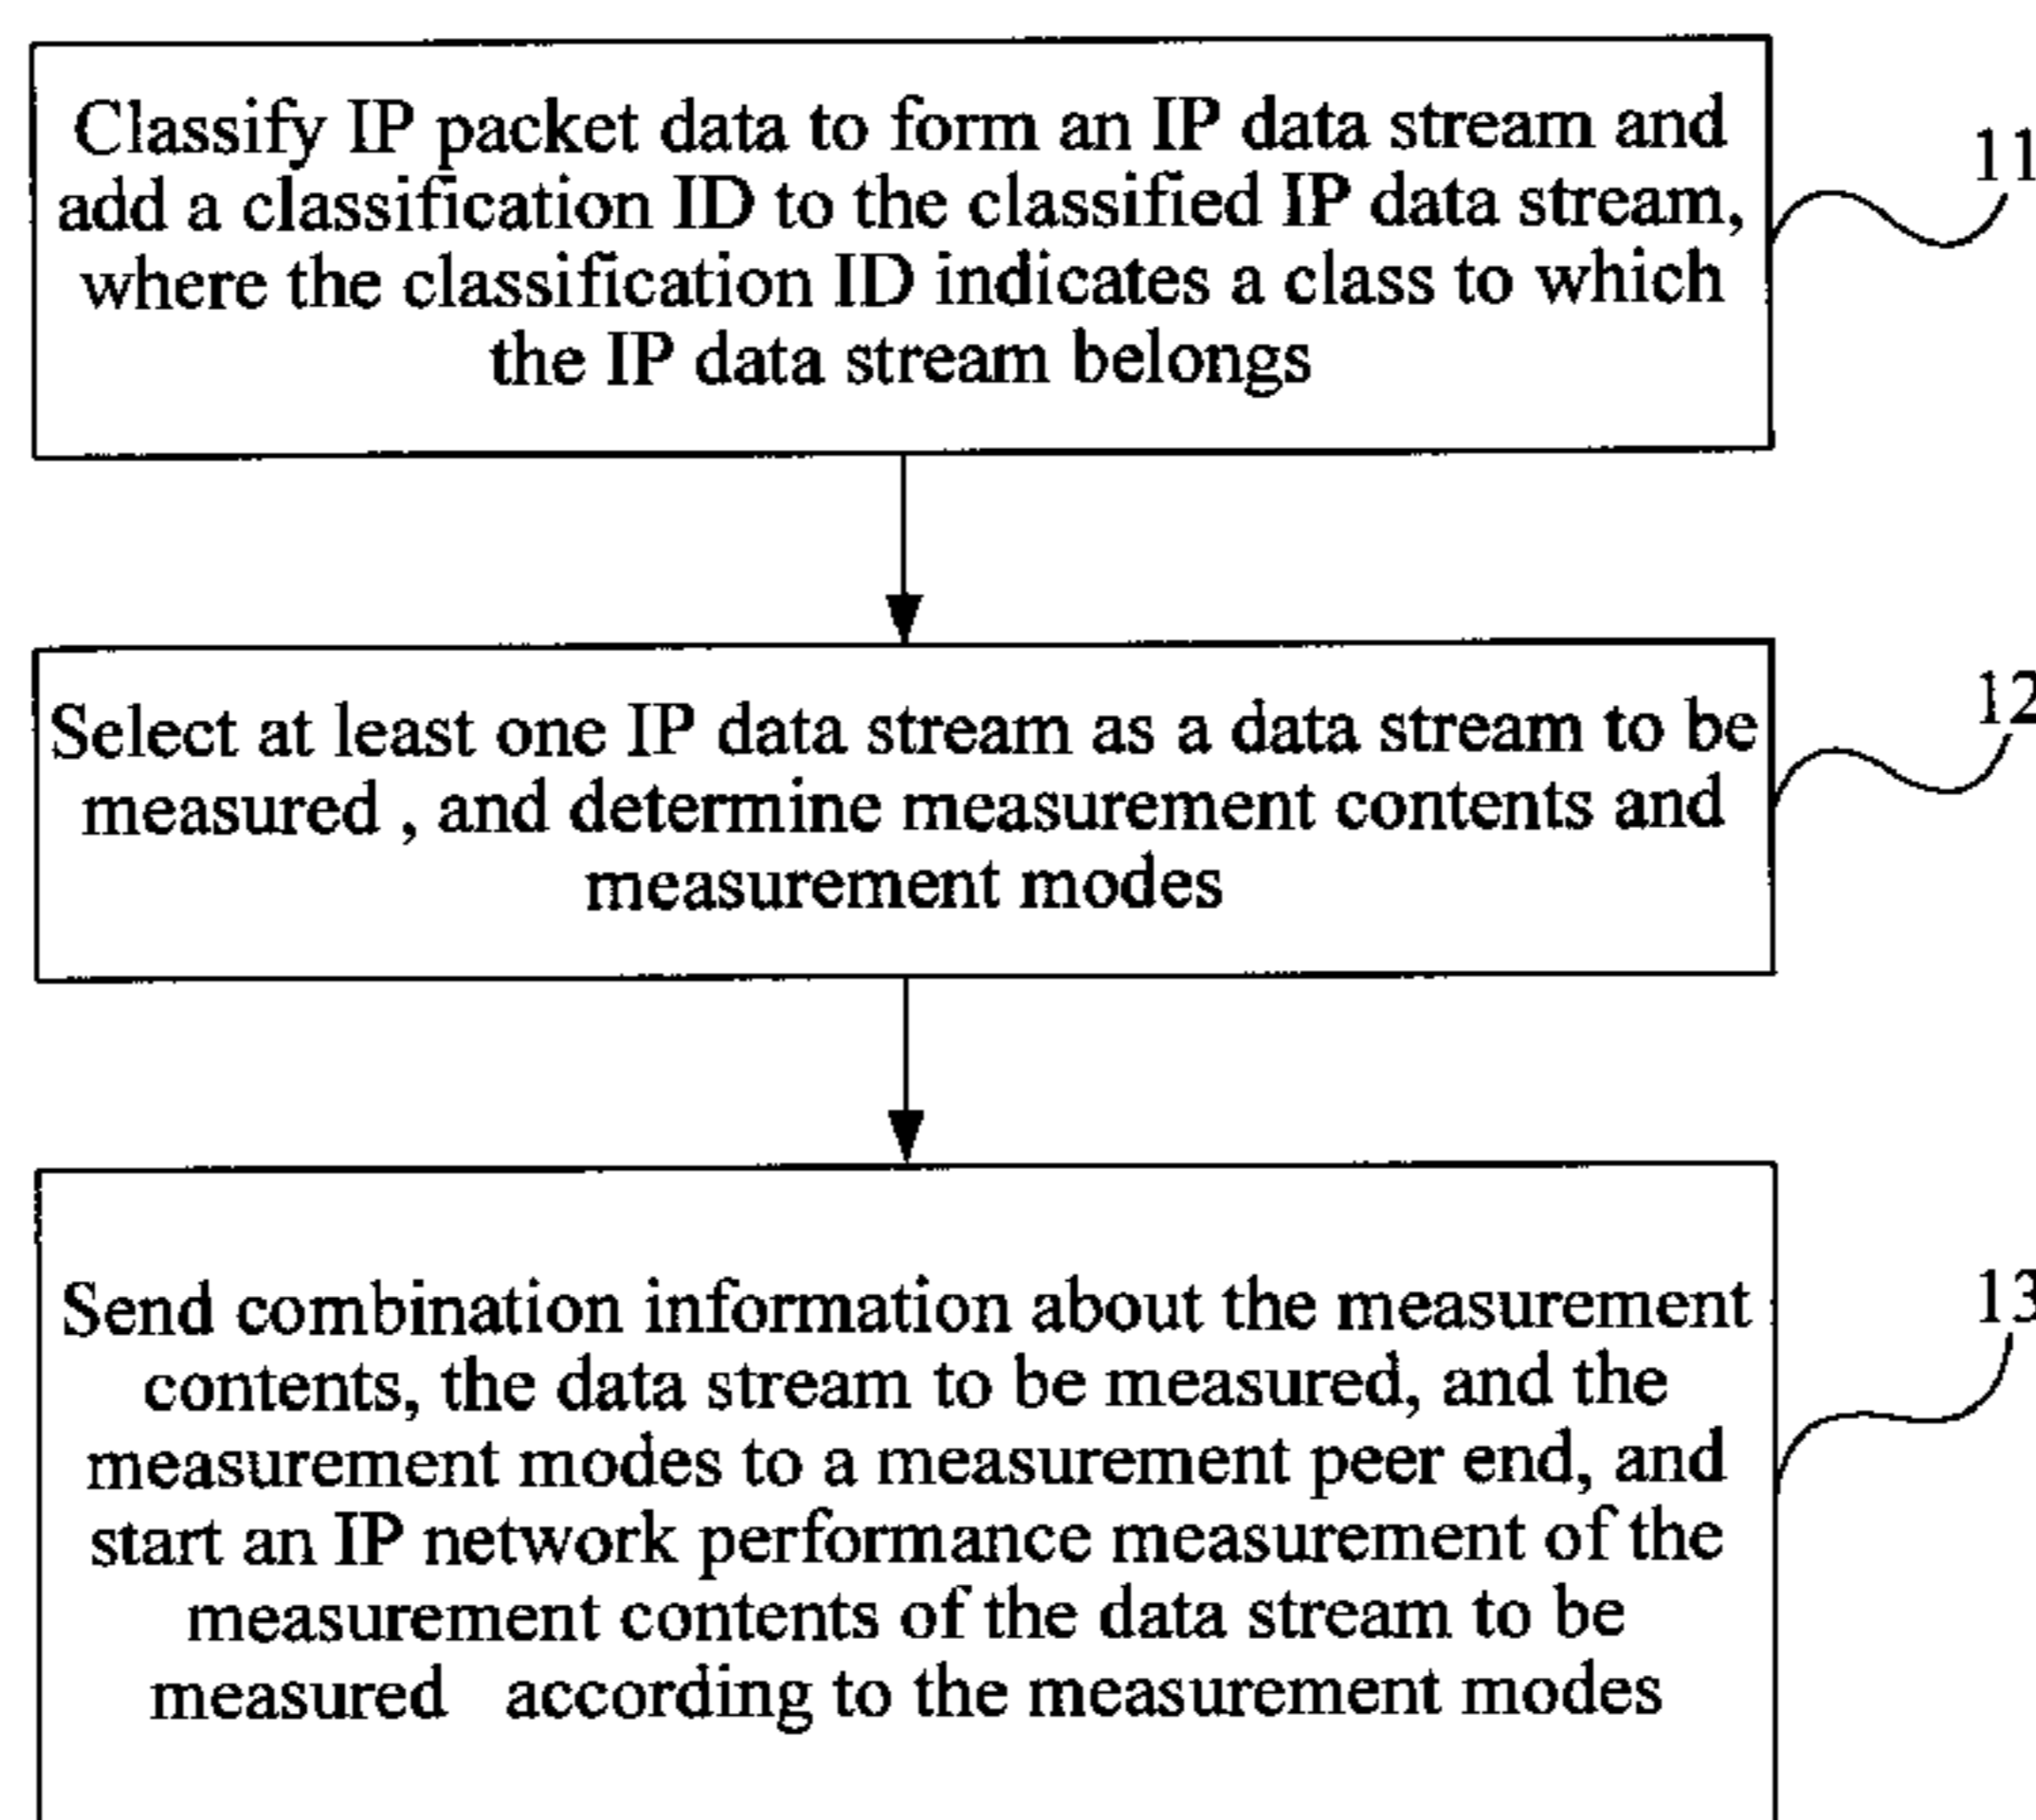 Classify IP packet data to form an IP data stream and
add a classification ID to the classified IP data stream,
where the classification ID indicates a class to which
the IP data stream belongs
11
Select at least one IP data stream as a data stream to be
measured , and determine measurement contents and
measurement modes
12
Send combination information about the measurement
contents, the data stream to be measured, and the
measurement modes to a measurement peer end, and
start an IP network performance measurement of the
measurement contents of the data stream to be
measured according to the measurement modes
13